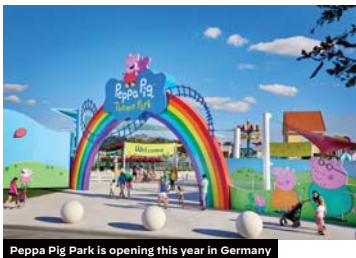 Peppa Pig
Theme Park
Welcome
Peppa Pig Park is opening this year in Germany